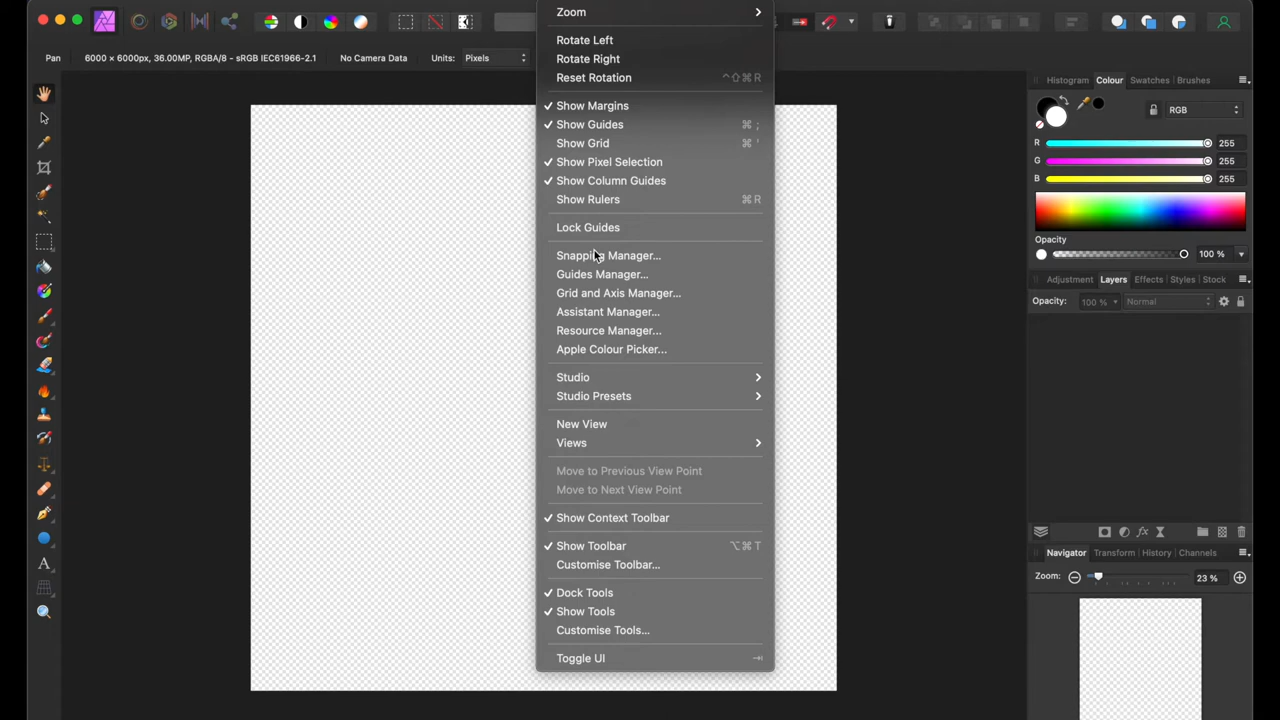 Zoom
Rotate Left
Rotate Right
Reset Rotation ^⇧⌘R
Show Margins
Show Guides ⌘ ;
Show Grid ⌘ '
Show Pixel Selection
Show Column Guides
Show Rulers ⌘ R
Lock Guides
Snapping Manager...
Guides Manager...
Grid and Axis Manager...
Assistant Manager...
Resource Manager...
Apple Colour Picker...
Studio
Studio Presets
New View
Views
Move to Previous View Point
Move to Next View Point
Show Context Toolbar
Show Toolbar ⌥⌘T
Customise Toolbar...
Dock Tools
Show Tools
Customise Tools...
Toggle UI ⇥
Pan 6000 x 6000px, 36.00MP, RGBA/8 - sRGB IEC61966-2.1 No Camera Data Units: Pixels
Histogram Colour Swatches Brushes
RGB
R 255
G 255
B 255
Opacity
100 %
Adjustment Layers Effects Styles Stock
Opacity: 100 % Normal
Navigator Transform History Channels
Zoom: 23 %
A